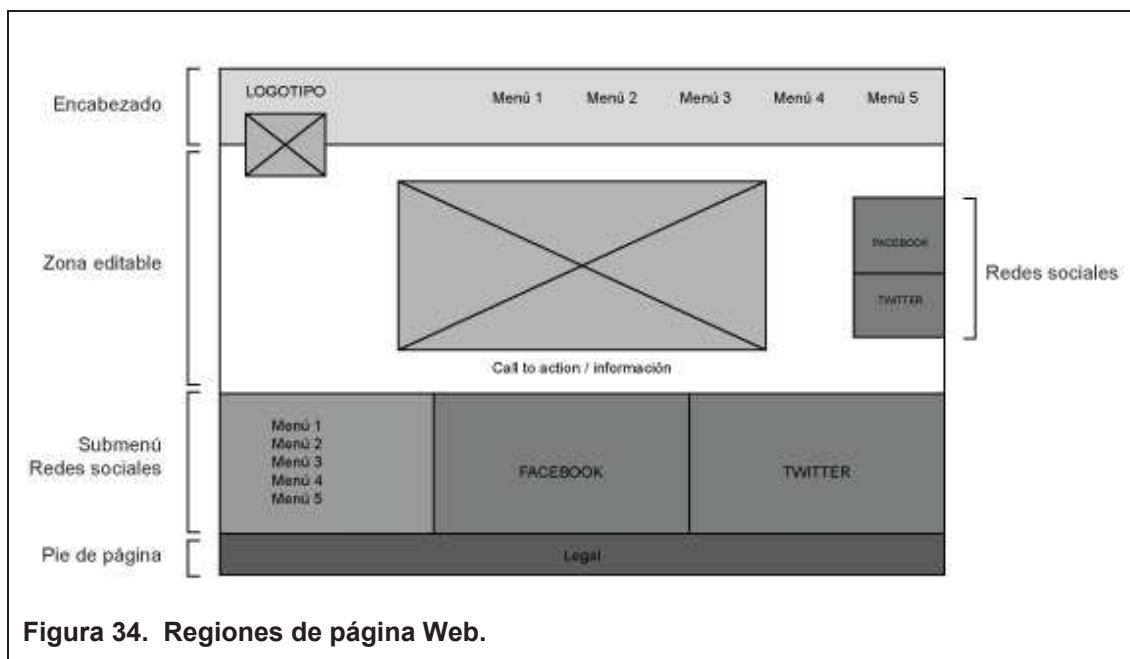 Encabezado
LOGOTIPO
Menú 1 Menú 2 Menú 3 Menú 4 Menú 5
Zona editable
FACEBOOK
TWITTER
Redes sociales
Call to action / información
Submenú
Redes sociales
Menú 1
Menú 2
Menú 3
Menú 4
Menú 5
FACEBOOK
TWITTER
Pie de página
Legal
Figura 34. Regiones de página Web.